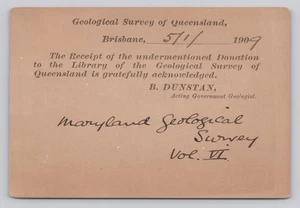 Geological Survey of Queensland,
Brisbane, 5/1/ 1909
The Receipt of the undermentioned Donation
to the Library of the Geological Survey of
Queensland is gratefully acknowledged.
B. DUNSTAN,
Acting Government Geologist.
Maryland Geological
Survey
Vol. VI